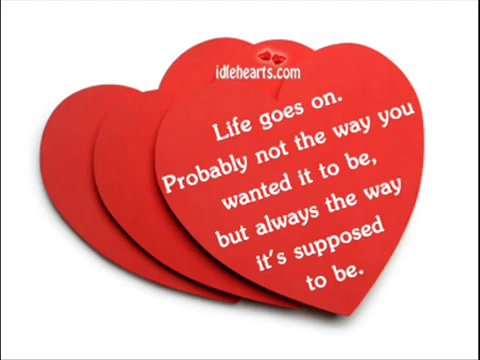 idlehearts.com
Life goes on.
Probably not the way you
wanted it to be,
but always the way
it's supposed
to be.